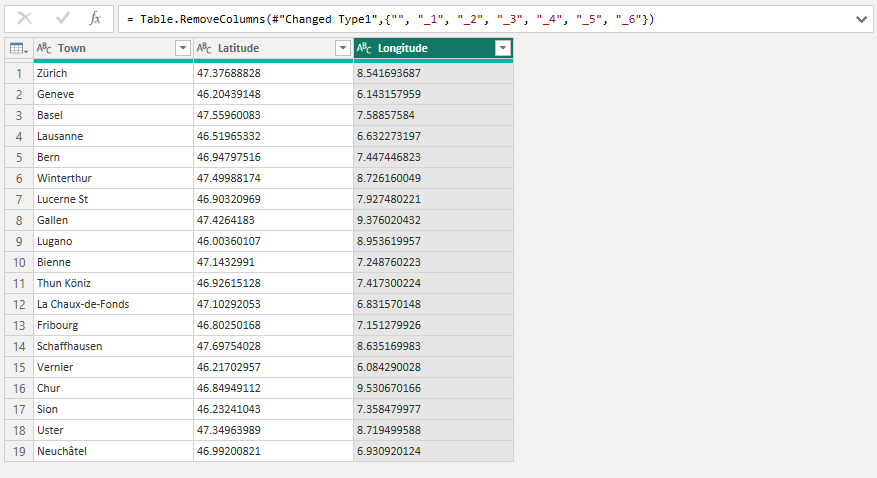 fx = Table.RemoveColumns(#"Changed Type1",{"", "_1", "_2", "_3", "_4", "_5", "_6"})
ABC Town ABC Latitude ABC Longitude
1 Zürich 47.37688828 8.541693687
2 Geneve 46.20439148 6.143157959
3 Basel 47.55960083 7.58857584
4 Lausanne 46.51965332 6.632273197
5 Bern 46.94797516 7.447446823
6 Winterthur 47.49988174 8.726160049
7 Lucerne St 46.90320969 7.927480221
8 Gallen 47.4264183 9.376020432
9 Lugano 46.00360107 8.953619957
10 Bienne 47.1432991 7.248760223
11 Thun Köniz 46.92615128 7.417300224
12 La Chaux-de-Fonds 47.10292053 6.831570148
13 Fribourg 46.80250168 7.151279926
14 Schaffhausen 47.69754028 8.635169983
15 Vernier 46.21702957 6.084290028
16 Chur 46.84949112 9.530670166
17 Sion 46.23241043 7.358479977
18 Uster 47.34963989 8.719499588
19 Neuchâtel 46.99200821 6.930920124